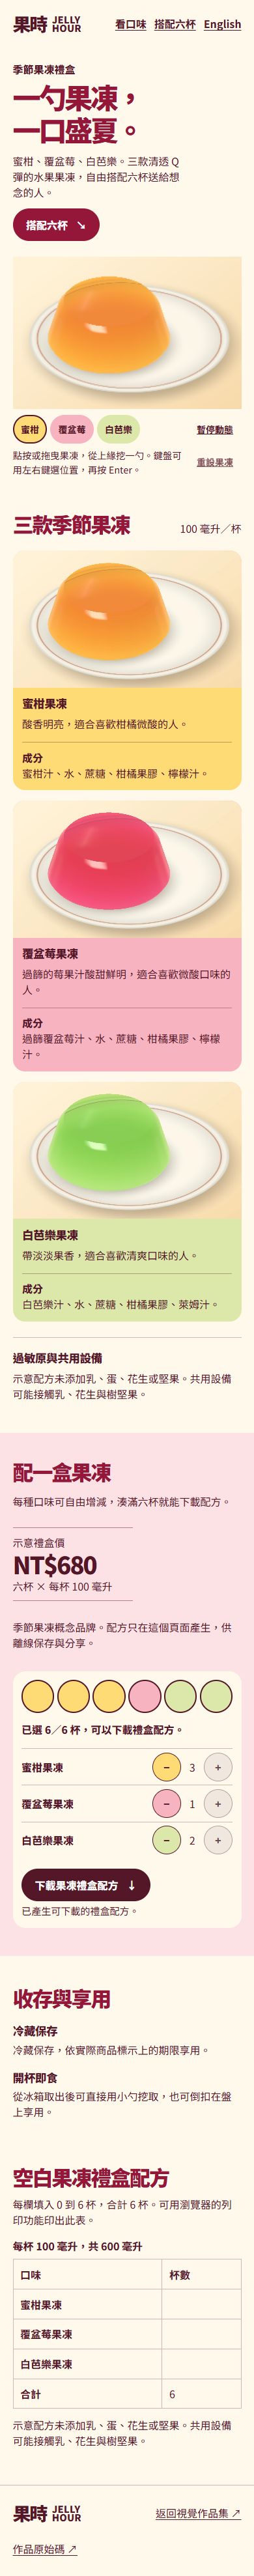 果時 JELLY HOUR 看口味 搭配六杯 English
季節果凍禮盒
一勺果凍，
一口盛夏。
蜜柑、覆盆莓、白芭樂。三款清透 Q
彈的水果果凍，自由搭配六杯送給想
念的人。
搭配六杯 ↘
蜜柑 覆盆莓 白芭樂 暫停動態
點按或拖曳果凍，從上緣挖一勺。鍵盤可
用左右鍵選位置，再按 Enter。
重設果凍
三款季節果凍 100 毫升／杯
蜜柑果凍
酸香明亮，適合喜歡柑橘微酸的人。
成分
蜜柑汁、水、蔗糖、柑橘果膠、檸檬汁。
覆盆莓果凍
過篩的莓果汁酸甜鮮明，適合喜歡微酸口味的
人。
成分
過篩覆盆莓汁、水、蔗糖、柑橘果膠、檸檬
汁。
白芭樂果凍
帶淡淡果香，適合喜歡清爽口味的人。
成分
白芭樂汁、水、蔗糖、柑橘果膠、萊姆汁。
過敏原與共用設備
示意配方未添加乳、蛋、花生或堅果。共用設備
可能接觸乳、花生與樹堅果。
配一盒果凍
每種口味可自由增減，湊滿六杯就能下載配方。
示意禮盒價
NT$680
六杯 × 每杯 100 毫升
季節果凍概念品牌。配方只在這個頁面產生，供
離線保存與分享。
已選 6／6 杯，可以下載禮盒配方。
蜜柑果凍 − 3 +
覆盆莓果凍 − 1 +
白芭樂果凍 − 2 +
下載果凍禮盒配方 ↓
已產生可下載的禮盒配方。
收存與享用
冷藏保存
冷藏保存，依實際商品標示上的期限享用。
開杯即食
從冰箱取出後可直接用小勺挖取，也可倒扣在盤
上享用。
空白果凍禮盒配方
每欄填入 0 到 6 杯，合計 6 杯。可用瀏覽器的列
印功能印出此表。
每杯 100 毫升，共 600 毫升
口味 杯數
蜜柑果凍
覆盆莓果凍
白芭樂果凍
合計 6
示意配方未添加乳、蛋、花生或堅果。共用設備
可能接觸乳、花生與樹堅果。
果時 JELLY HOUR 返回視覺作品集 ↗
作品原始碼 ↗